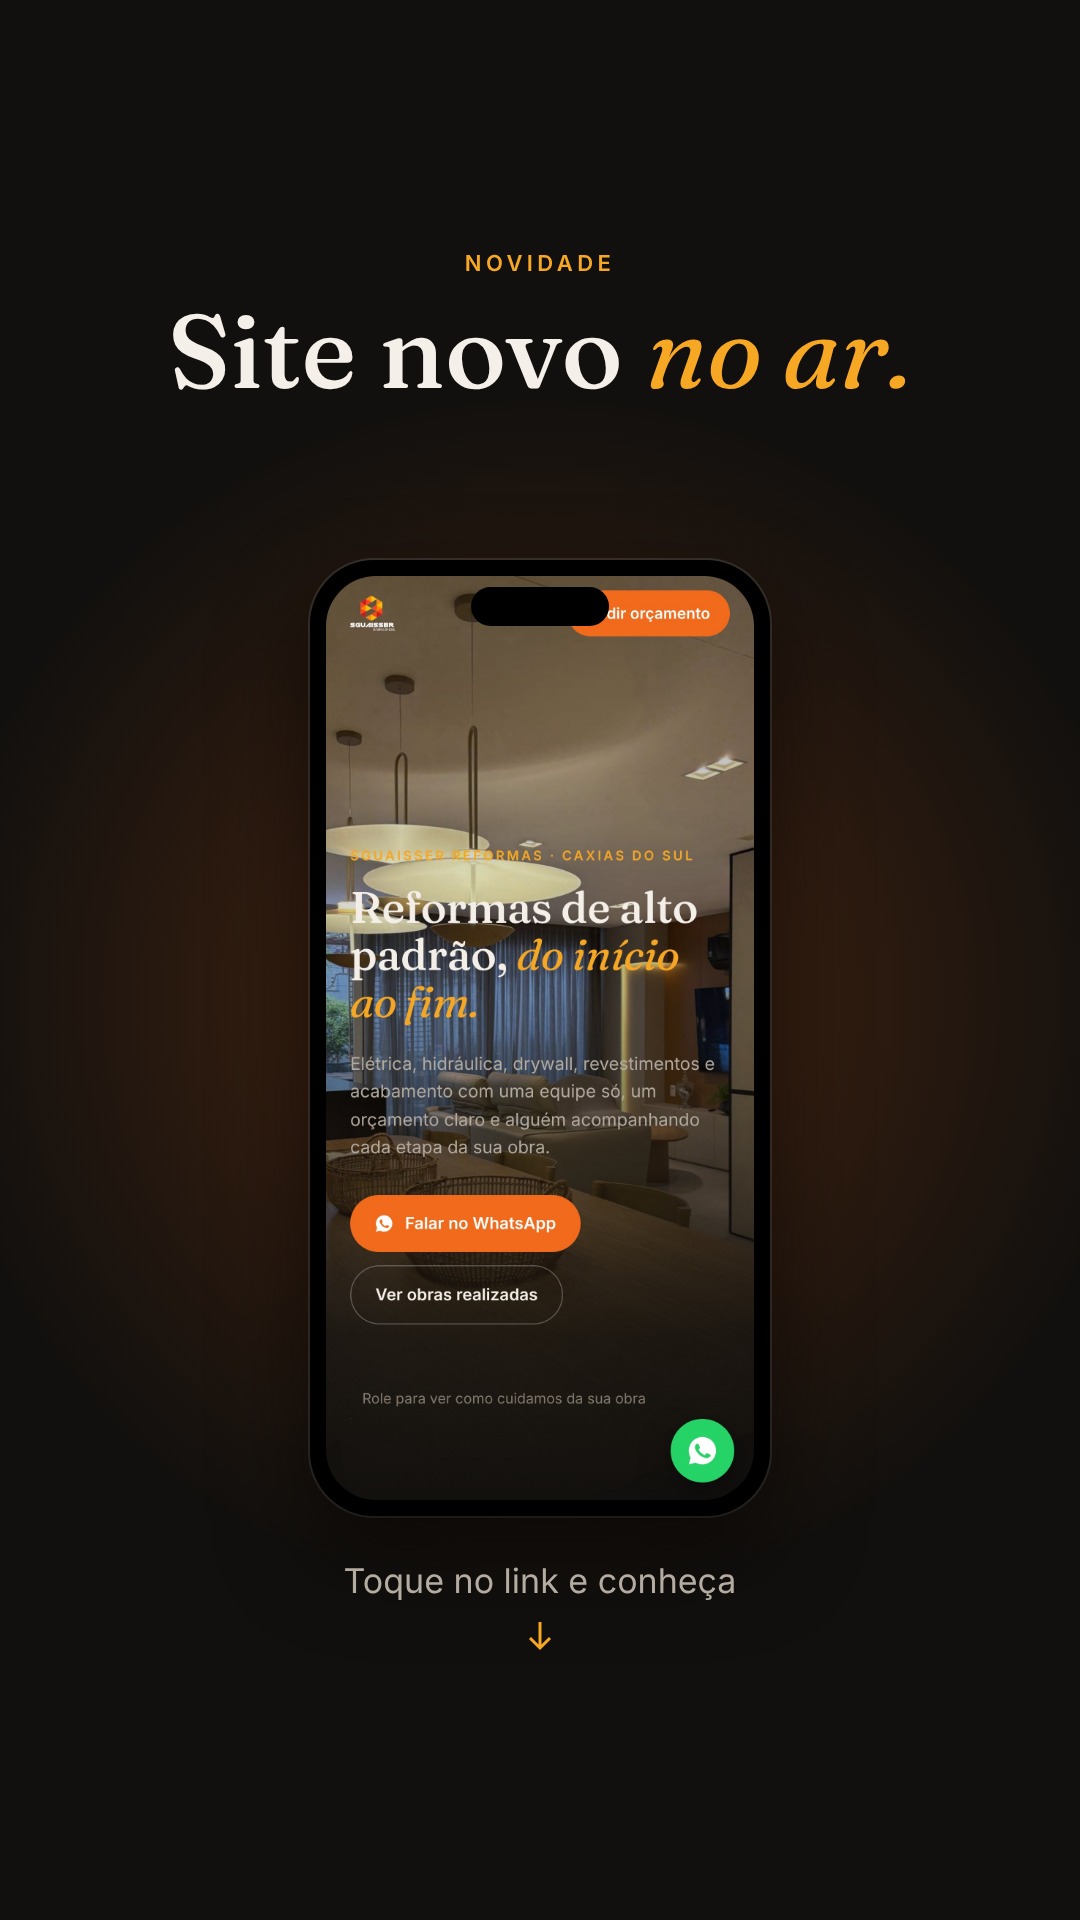 NOVIDADE
Site novo no ar.
SQUAISSER
dir orçamento
SQUAISSER REFORMAS · CAXIAS DO SUL
Reformas de alto
padrão, do início
ao fim.
Elétrica, hidráulica, drywall, revestimentos e
acabamento com uma equipe só, um
orçamento claro e alguém acompanhando
cada etapa da sua obra.
Falar no WhatsApp
Ver obras realizadas
Role para ver como cuidamos da sua obra
Toque no link e conheça
↓